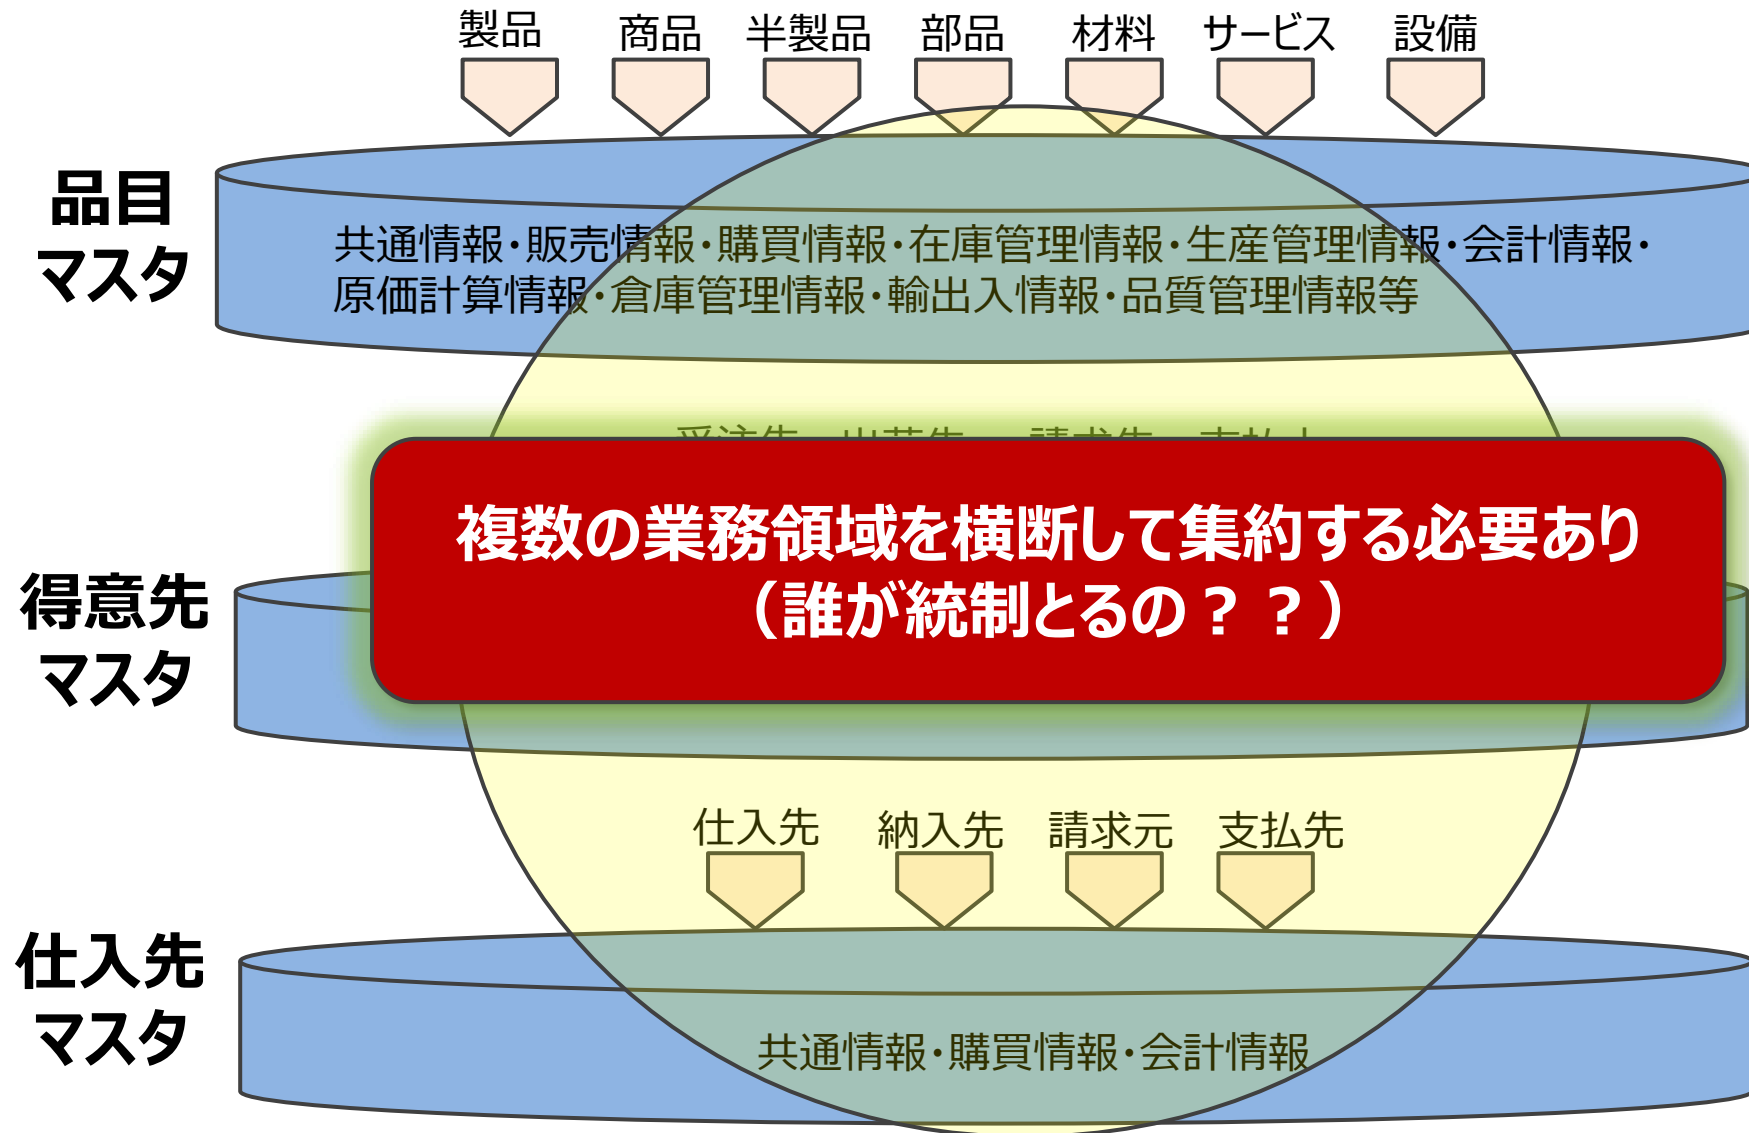 製品 商品 半製品 部品 材料 サービス 設備
品目
マスタ
共通情報・販売情報・購買情報・在庫管理情報・生産管理情報・会計情報・
原価計算情報・倉庫管理情報・輸出入情報・品質管理情報等
複数の業務領域を横断して集約する必要あり
（誰が統制とるの？？）
得意先
マスタ
仕入先 納入先 請求元 支払先
仕入先
マスタ
共通情報・購買情報・会計情報